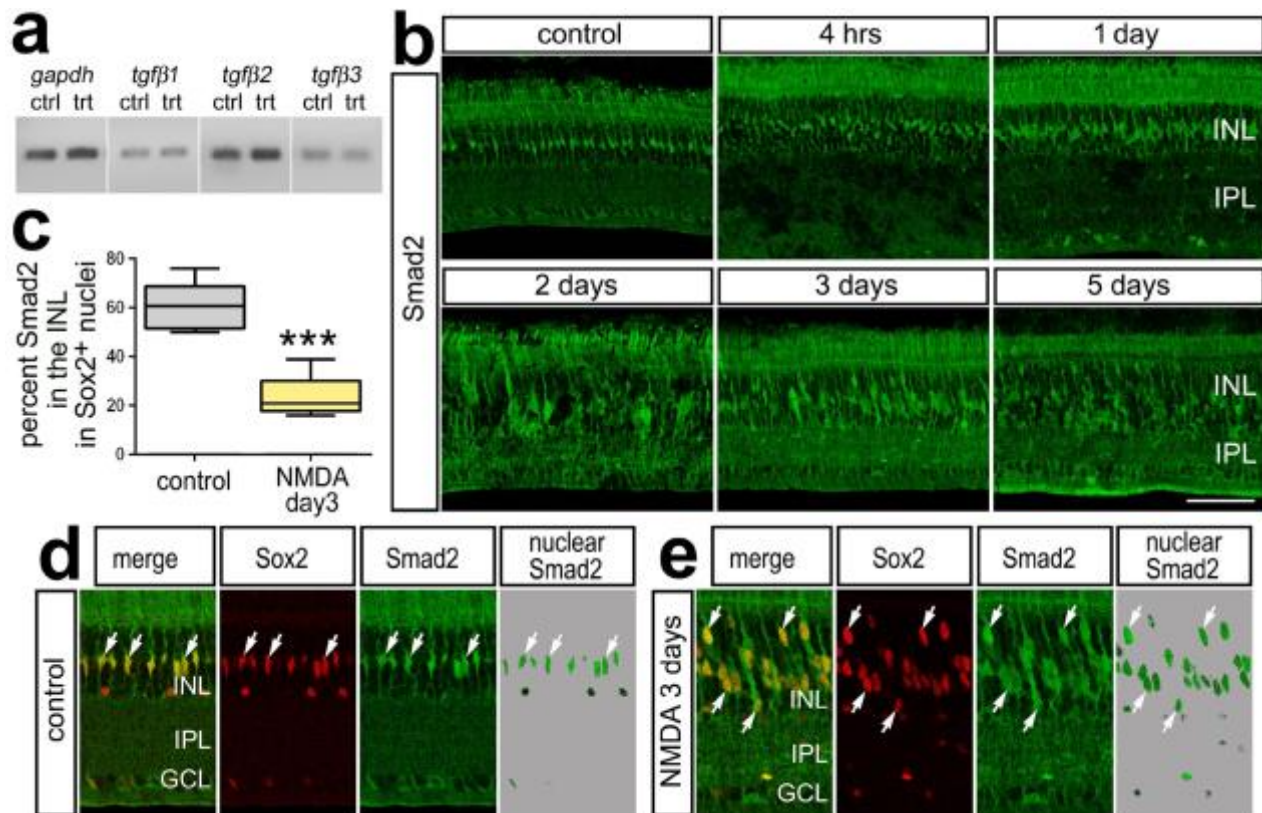 a
gapdh tgfβ1 tgfβ2 tgfβ3
ctrl trt ctrl trt ctrl trt ctrl trt
b
control 4 hrs 1 day
Smad2
INL
IPL
2 days 3 days 5 days
INL
IPL
c
percent Smad2
in the INL
in Sox2+ nuclei
80
60
40
20
0
***
control
NMDA
day3
d
merge Sox2 Smad2 nuclear
Smad2
control
INL
IPL
GCL
e
merge Sox2 Smad2 nuclear
Smad2
NMDA 3 days
INL
IPL
GCL